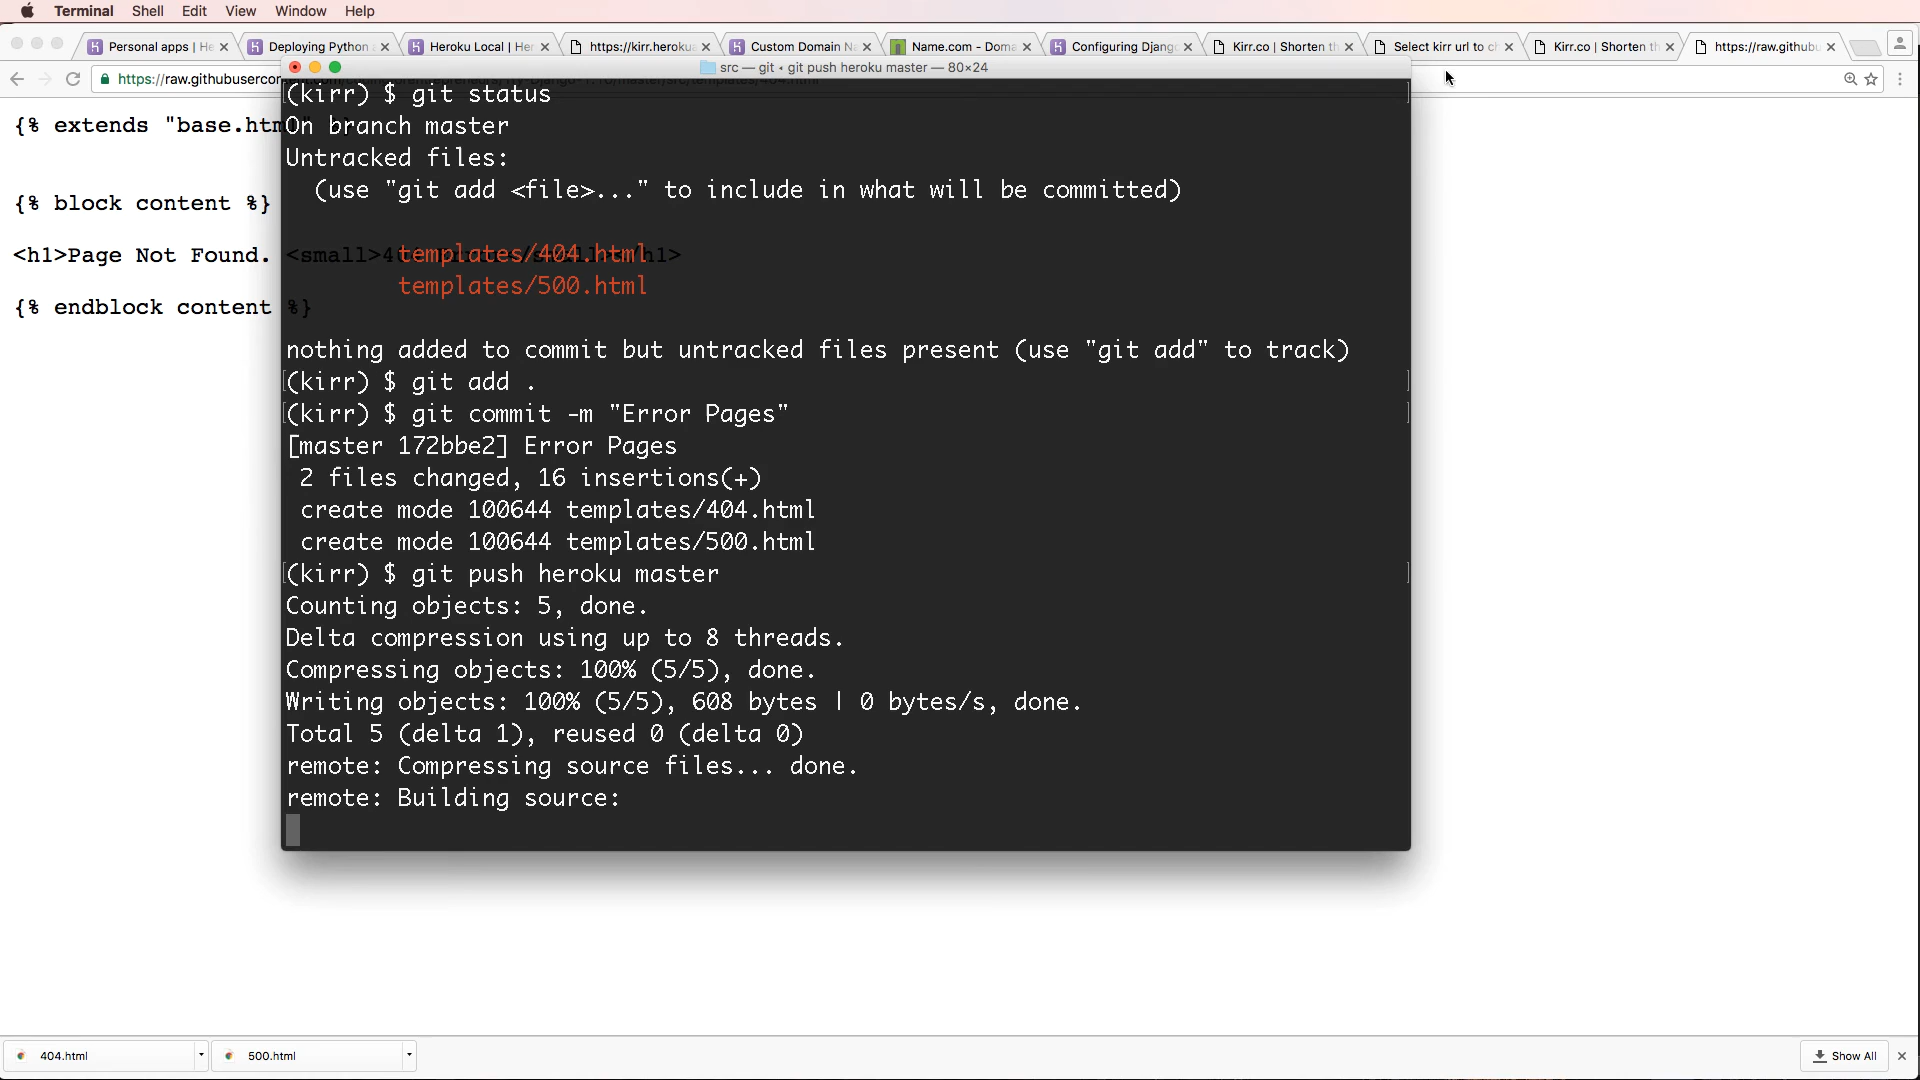 Terminal Shell Edit View Window Help
Personal apps | He Deploying Python a Heroku Local | Her https://kirr.herokua Custom Domain Na Name.com - Doma Configuring Djang Kirr.co | Shorten th Select kirr url to ch Kirr.co | Shorten th https://raw.githubu
https://raw.githubusercon
src — git ◂ git push heroku master — 80×24
{% extends "base.html" %}
{% block content %}
<h1>Page Not Found. <small>4
h1>
{% endblock content %}
(kirr) $ git status
On branch master
Untracked files:
(use "git add <file>..." to include in what will be committed)
templates/404.html
templates/500.html
nothing added to commit but untracked files present (use "git add" to track)
(kirr) $ git add .
(kirr) $ git commit -m "Error Pages"
[master 172bbe2] Error Pages
2 files changed, 16 insertions(+)
create mode 100644 templates/404.html
create mode 100644 templates/500.html
(kirr) $ git push heroku master
Counting objects: 5, done.
Delta compression using up to 8 threads.
Compressing objects: 100% (5/5), done.
Writing objects: 100% (5/5), 608 bytes | 0 bytes/s, done.
Total 5 (delta 1), reused 0 (delta 0)
remote: Compressing source files... done.
remote: Building source:
404.html 500.html Show All